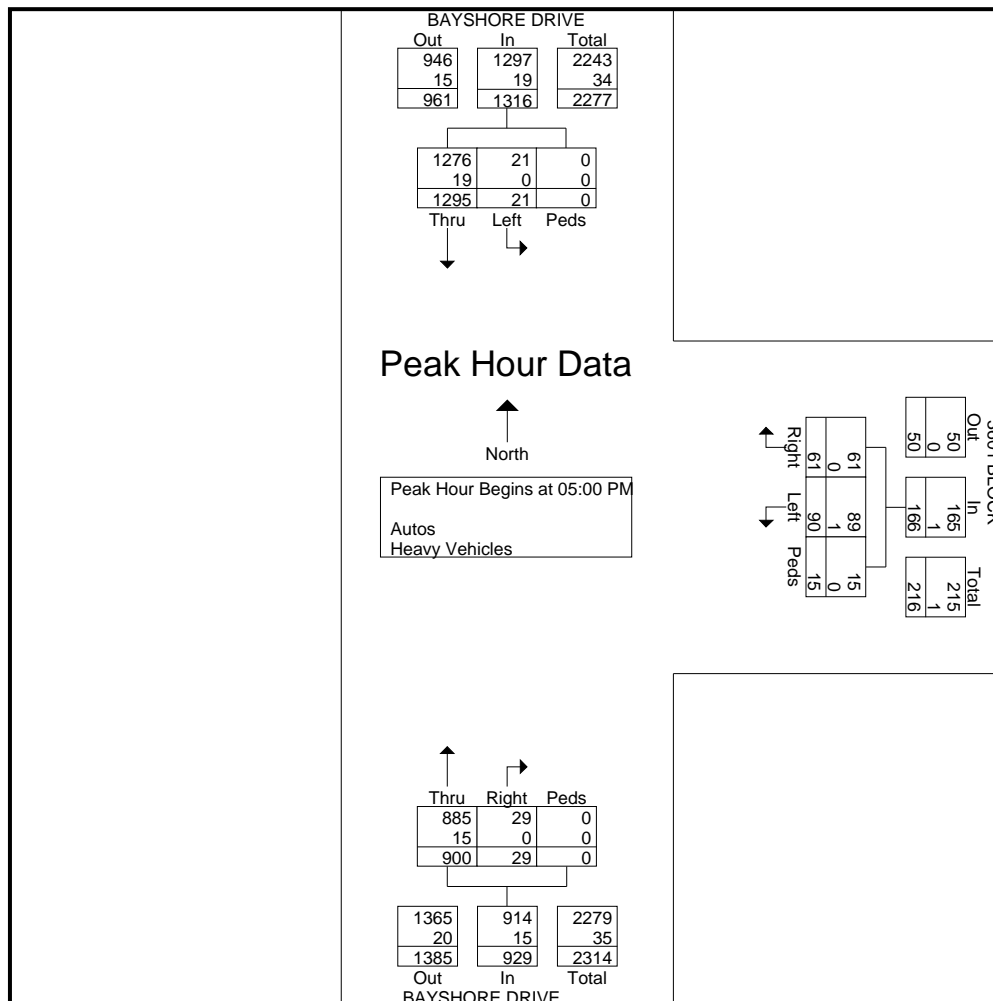 BAYSHORE DRIVE
Out In Total
946 1297 2243
15 19 34
961 1316 2277
1276 21 0
19 0 0
1295 21 0
Thru Left Peds
Peak Hour Data
North
Peak Hour Begins at 05:00 PM
Autos
Heavy Vehicles
Out In Total
50 165 215
0 1 1
50 166 216
61 89 15
0 1 0
61 90 15
Right Left Peds
Thru Right Peds
885 29 0
15 0 0
900 29 0
1365 914 2279
20 15 35
1385 929 2314
Out In Total
BAYSHORE DRIVE